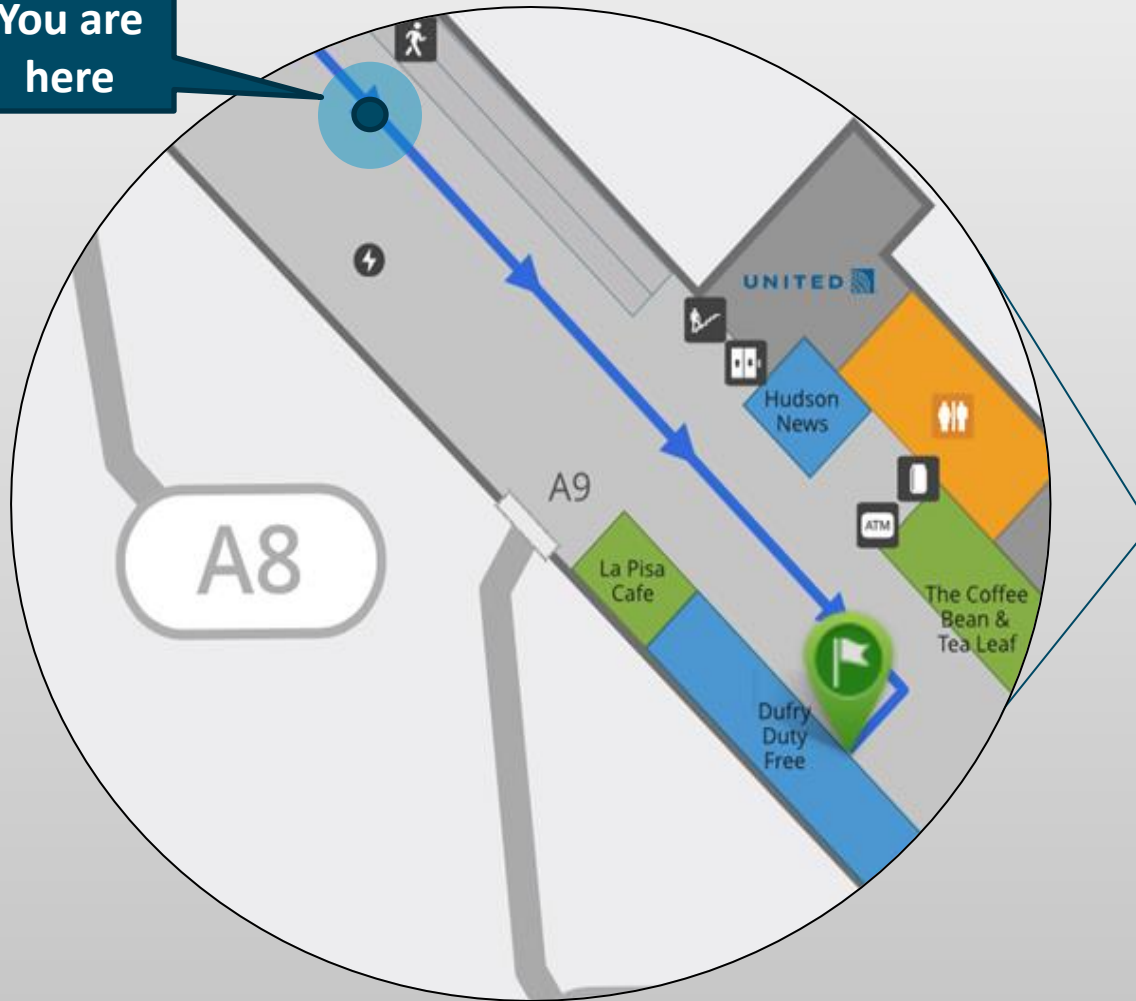 You are
here
UNITED
Hudson
News
A9
ATM
A8
La Pisa
Cafe
The Coffee
Bean &
Tea Leaf
Dufry
Duty
Free